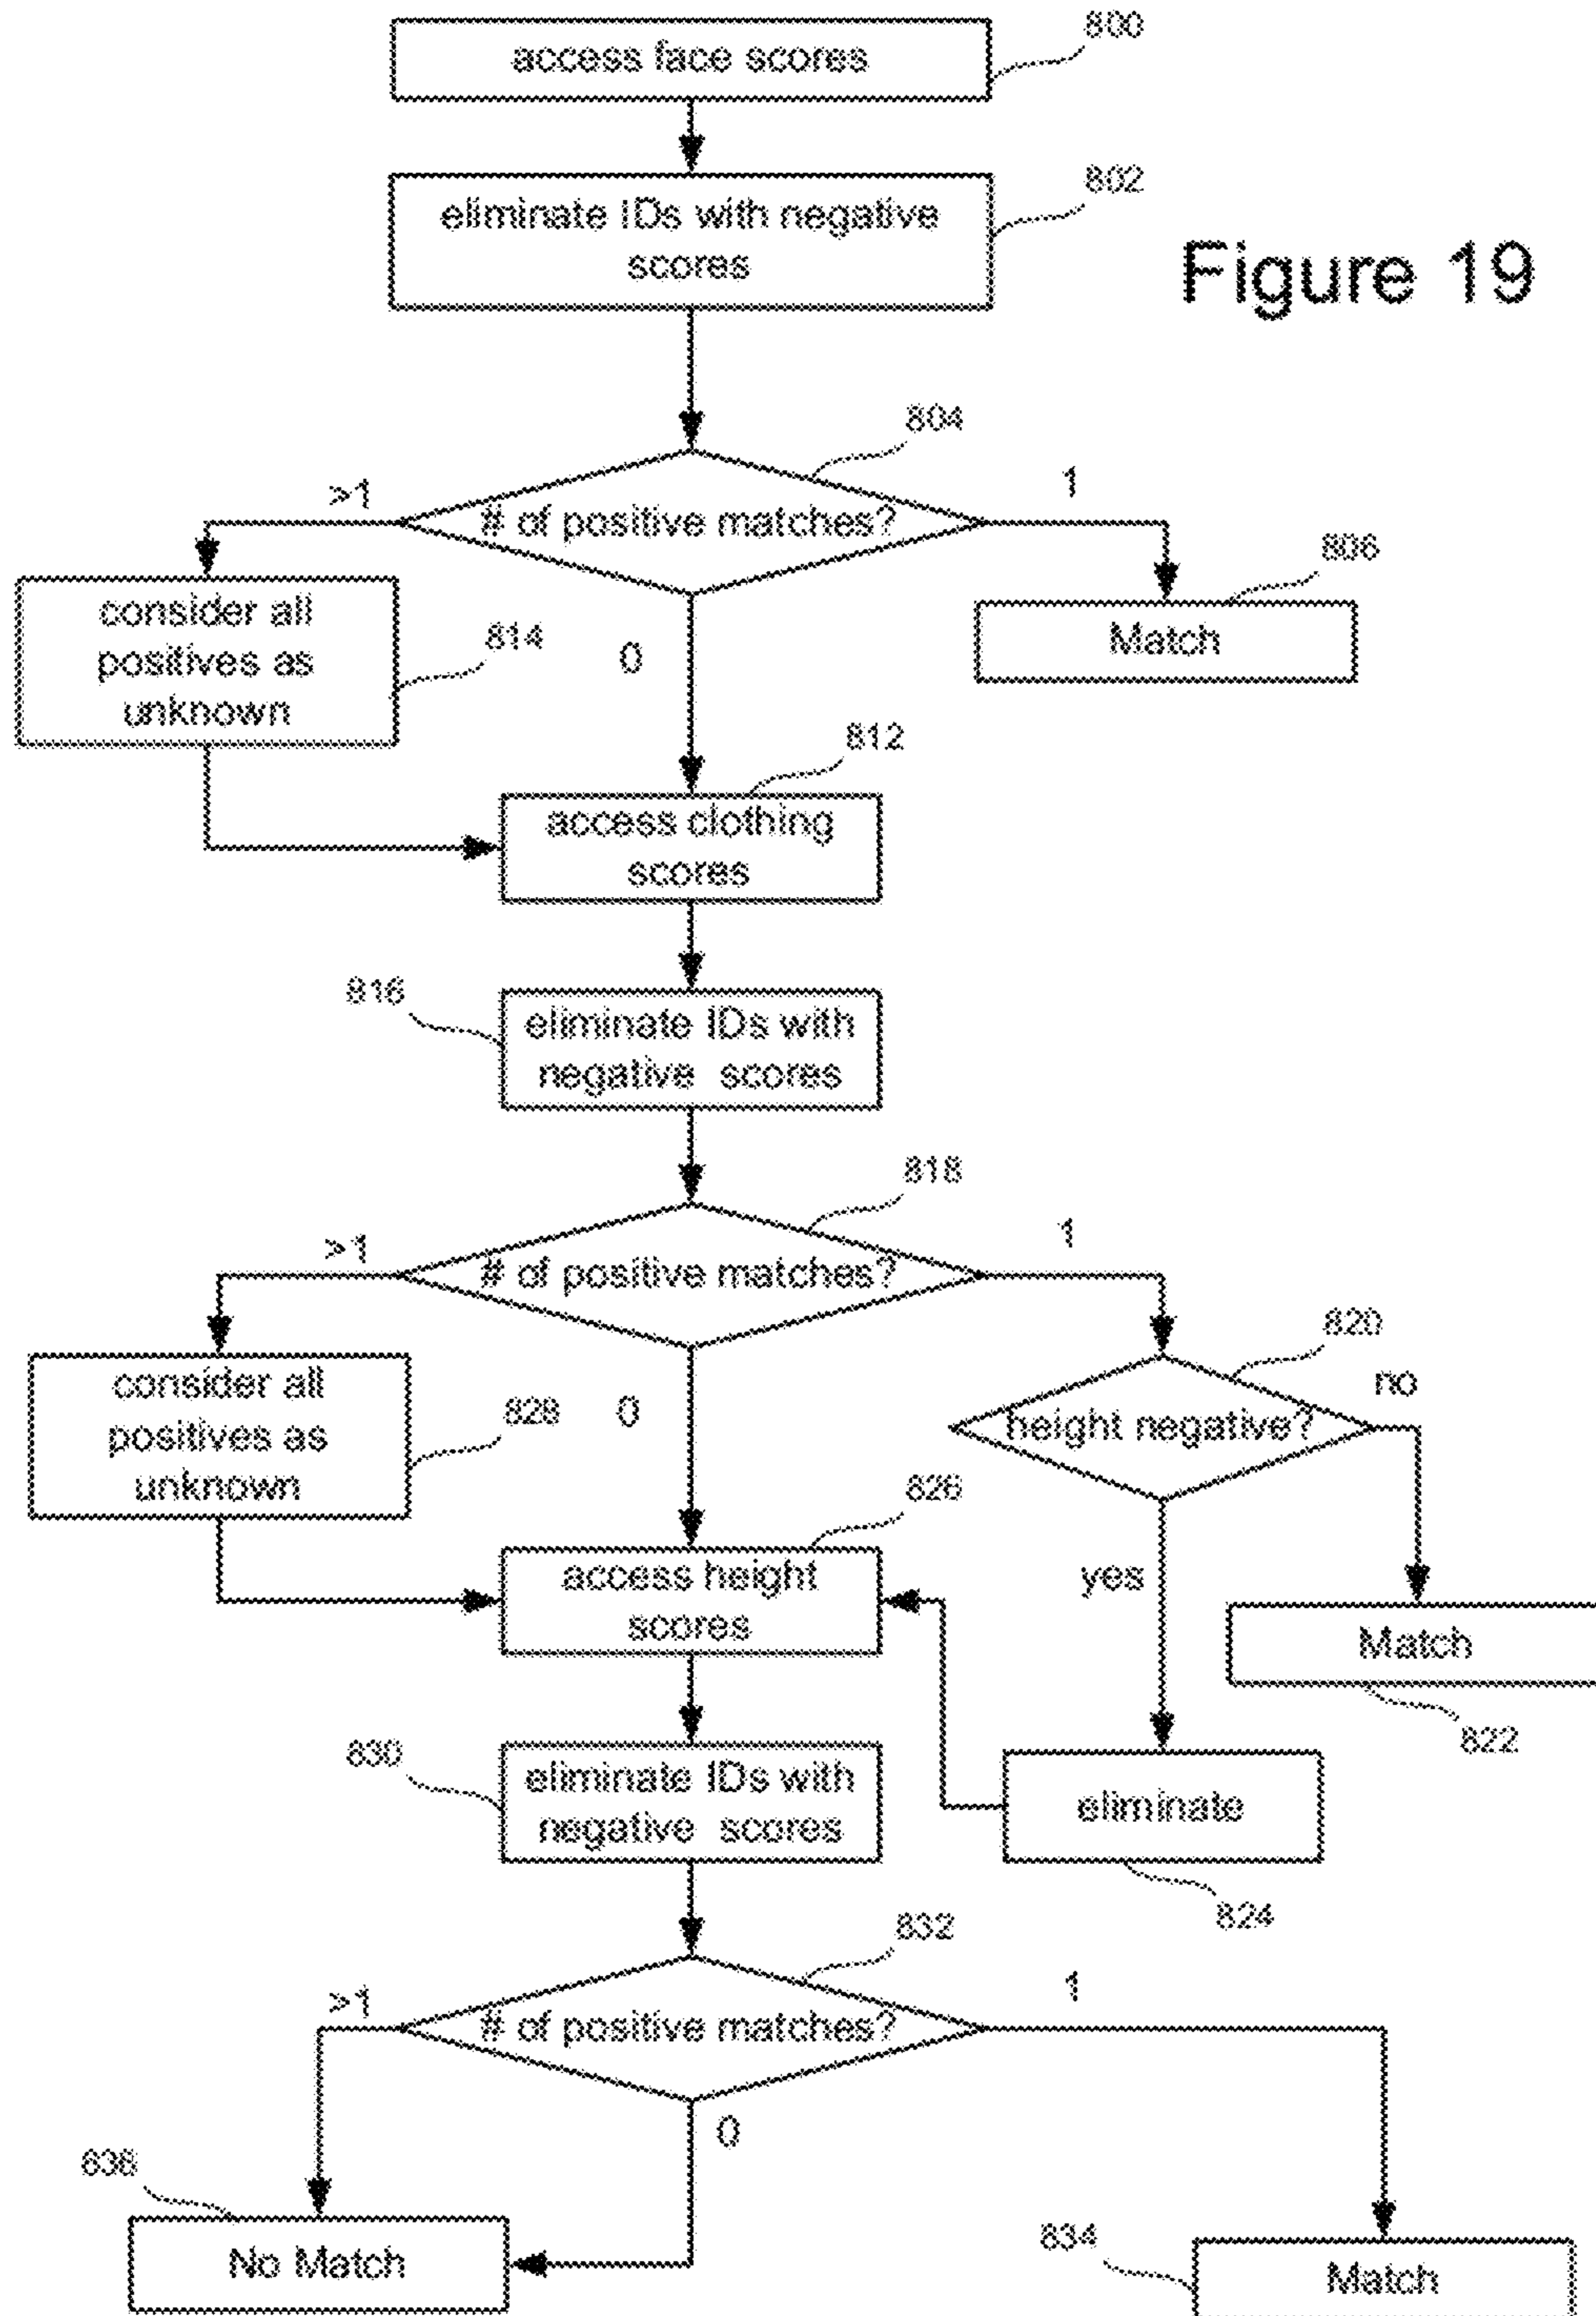 800
access face scores
802
eliminate IDs with negative
scores
Figure 19
804
>1
1
# of positive matches?
806
consider all
positives as
unknown
814
0
Match
812
access clothing
scores
816
eliminate IDs with
negative scores
818
>1
1
# of positive matches?
820
no
consider all
positives as
unknown
828
0
height negative?
826
access height
scores
yes
Match
822
830
eliminate IDs with
negative scores
eliminate
824
832
>1
1
# of positive matches?
0
636
No Match
834
Match